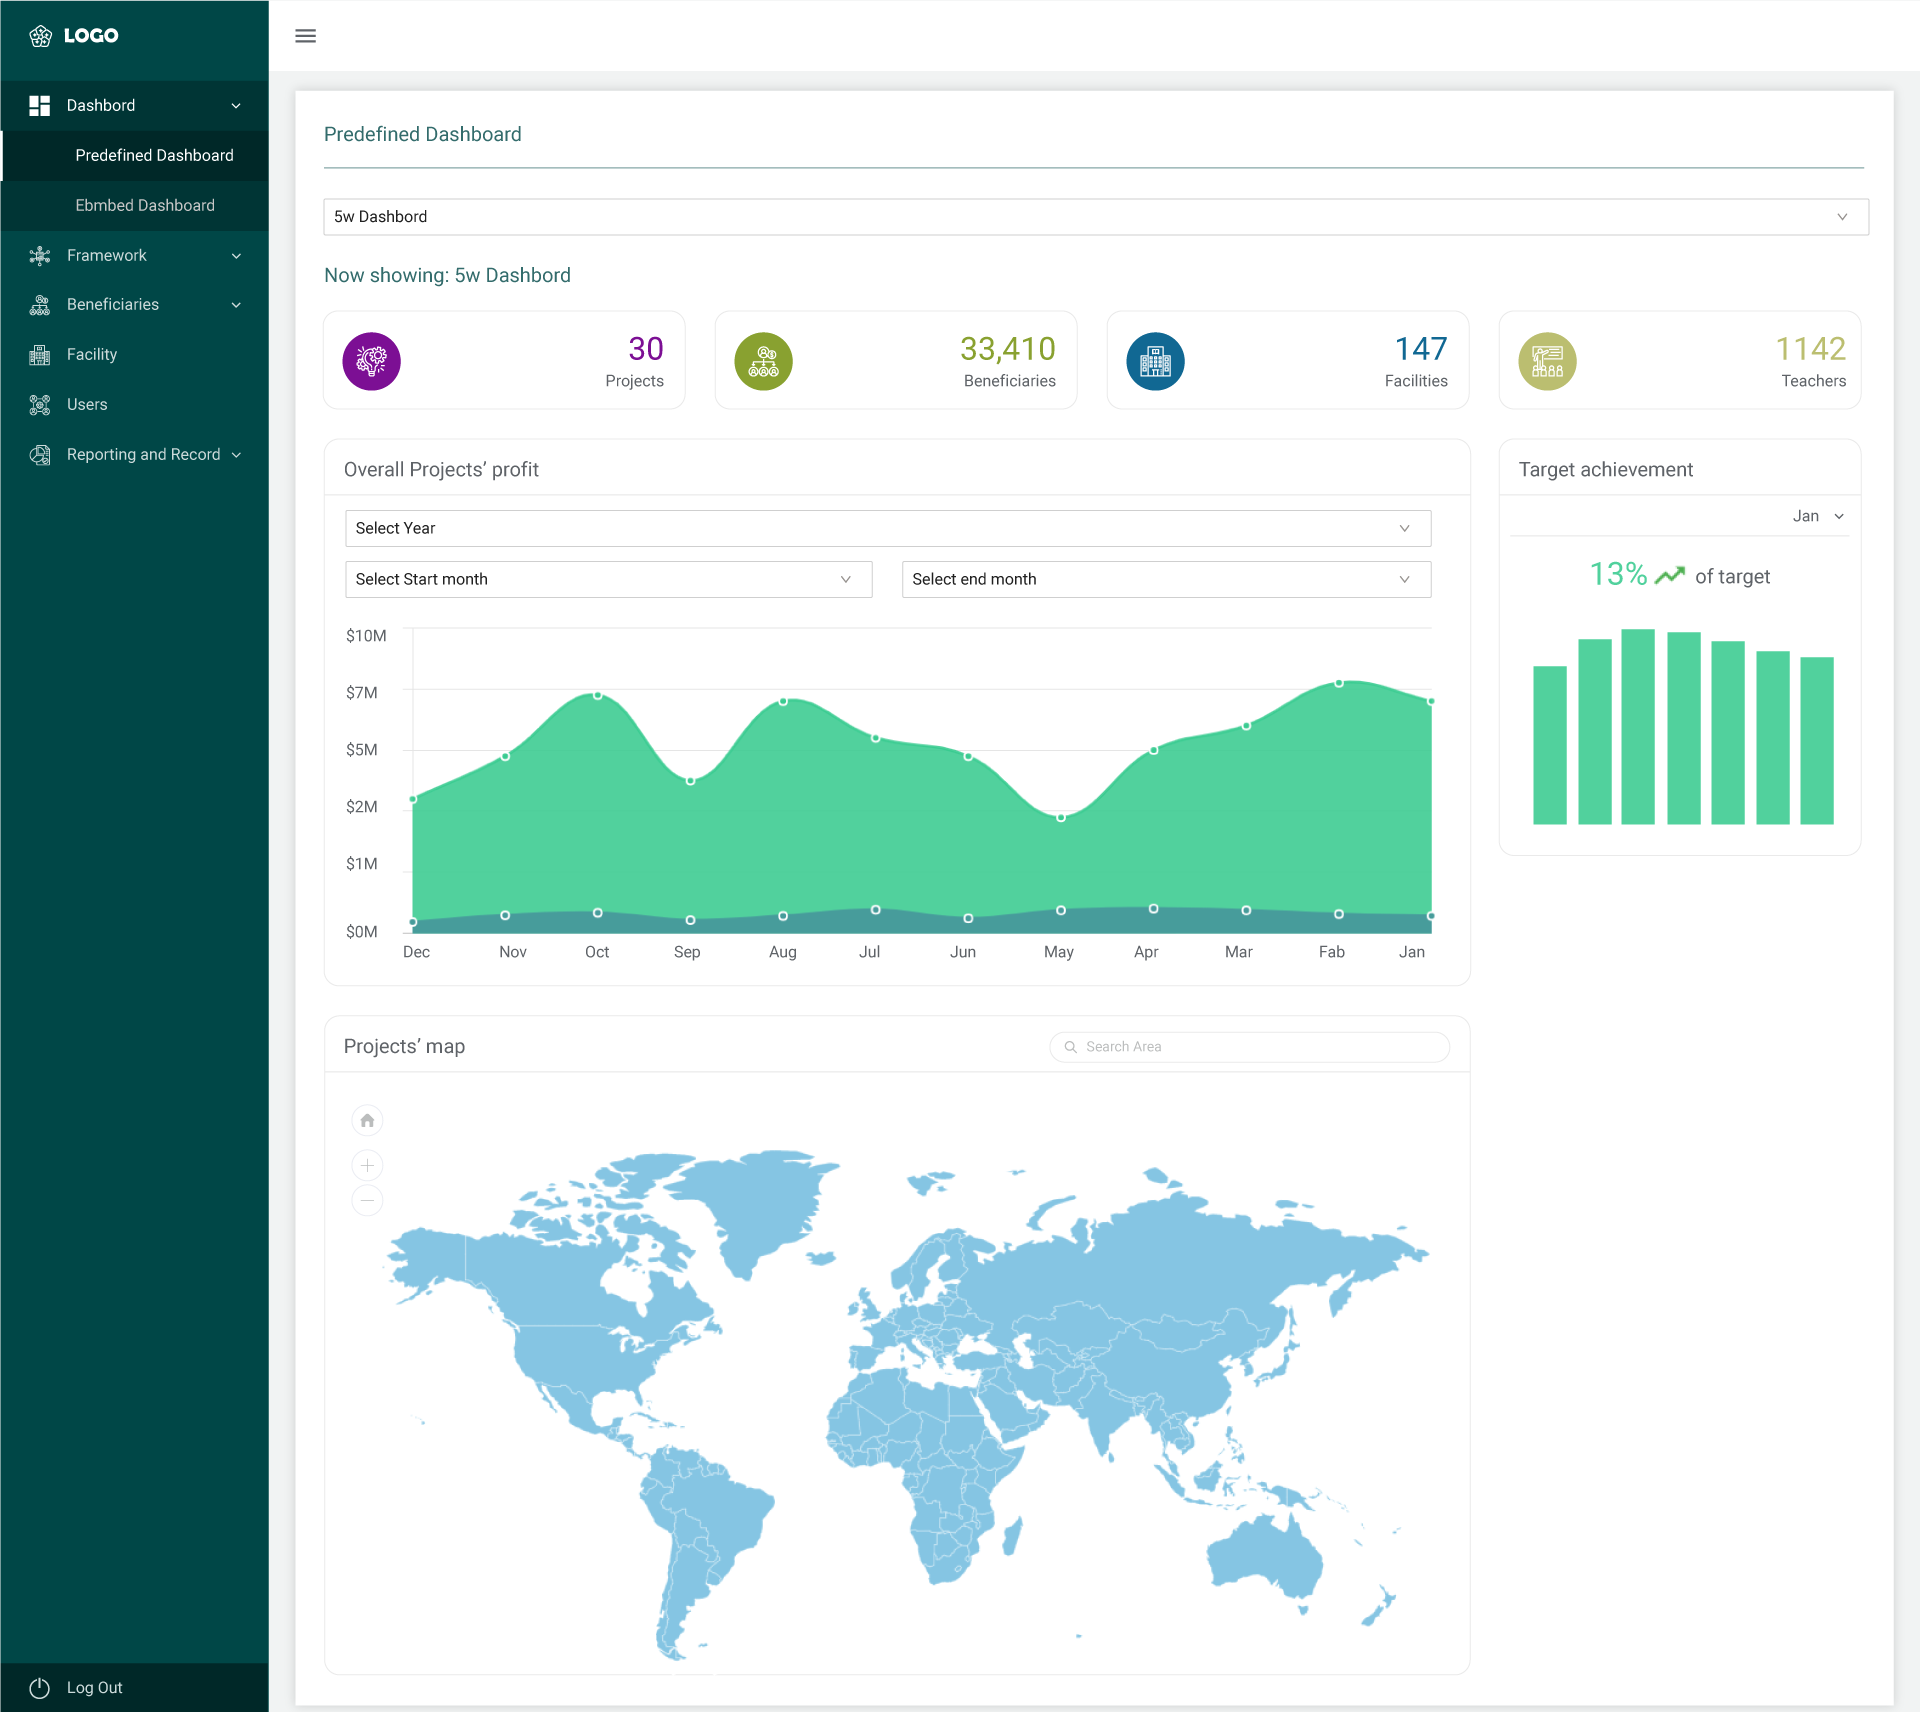 LOGO
Dashbord
Predefined Dashboard
Ebmbed Dashboard
Framework
Beneficiaries
Facility
Users
Reporting and Record
Log Out
Predefined Dashboard
5w Dashbord
Now showing: 5w Dashbord
30
Projects
33,410
Beneficiaries
147
Facilities
1142
Teachers
Overall Projects’ profit
Select Year
Select Start month
Select end month
$10M
$7M
$5M
$2M
$1M
$0M
Dec Nov Oct Sep Aug Jul Jun May Apr Mar Fab Jan
Target achievement
Jan
13% of target
Projects’ map
Search Area